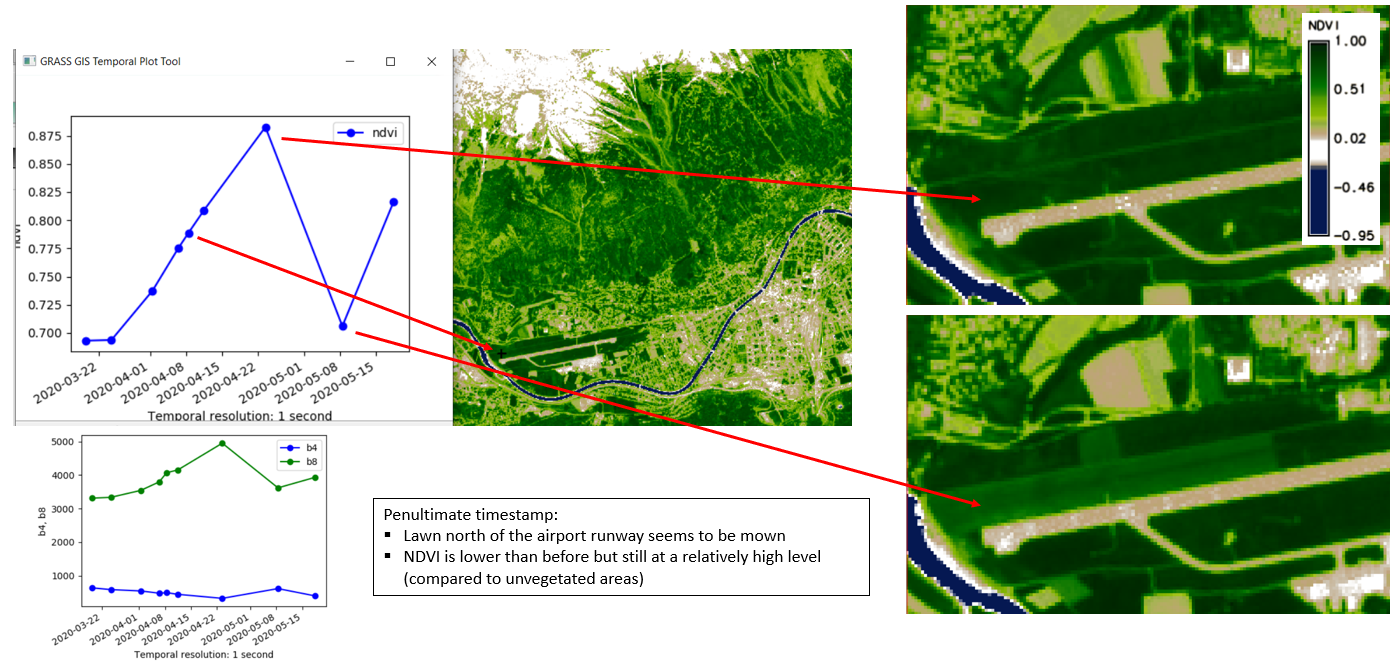 GRASS GIS Temporal Plot Tool
ndvi
0.875
0.850
0.825
0.800
0.775
0.750
0.725
0.700
ndvi
2020-03-22
2020-04-01
2020-04-08
2020-04-15
2020-04-22
2020-05-01
2020-05-08
2020-05-15
Temporal resolution: 1 second
NDVI
1.00
0.51
0.02
-0.46
-0.95
b4
b8
5000
4000
3000
2000
1000
b4, b8
2020-03-22
2020-04-01
2020-04-08
2020-04-15
2020-04-22
2020-05-01
2020-05-08
2020-05-15
Temporal resolution: 1 second
Penultimate timestamp:
▪ Lawn north of the airport runway seems to be mown
▪ NDVI is lower than before but still at a relatively high level
(compared to unvegetated areas)